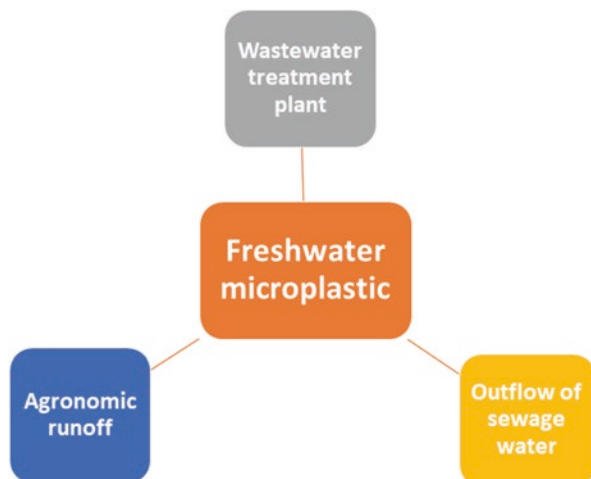 Wastewater
treatment
plant
Freshwater
microplastic
Agronomic
runoff
Outflow of
sewage
water